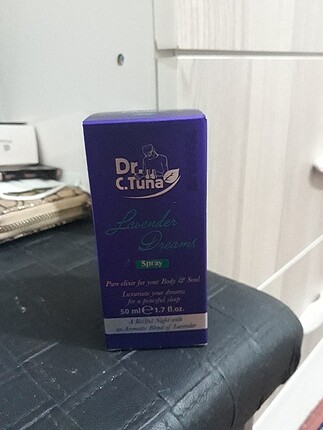 Dr.
C.Tuna
Lavender
Dreams
Spray
Pure elixir for your Body & Soul
Luxuriate your dreams
for a peaceful sleep
50 ml ℮ 1.7 fl.oz.
A Restful Night with
an Aromatic Blend of Lavender